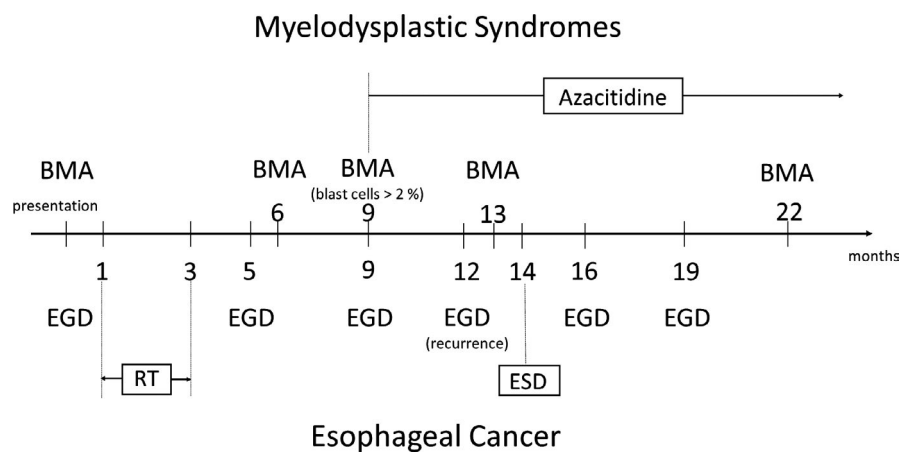 Myelodysplastic Syndromes
Azacitidine
BMA BMA BMA BMA BMA
(blast cells > 2 %)
presentation 6 9 13 22
months
1 3 5 9 12 14 16 19
EGD EGD EGD EGD EGD EGD
(recurrence)
RT ESD
Esophageal Cancer